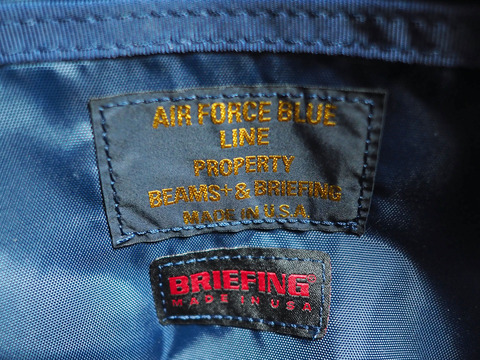 AIR FORCE BLUE
LINE
PROPERTY
BEAMS+ & BRIEFING
MADE IN U.S.A.
BRIEFING®
MADE IN USA